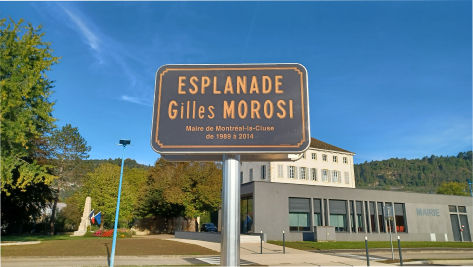 ESPLANADE
Gilles MOROSI
Maire de Montréal-la-Cluse
de 1989 à 2014
MAIRIE